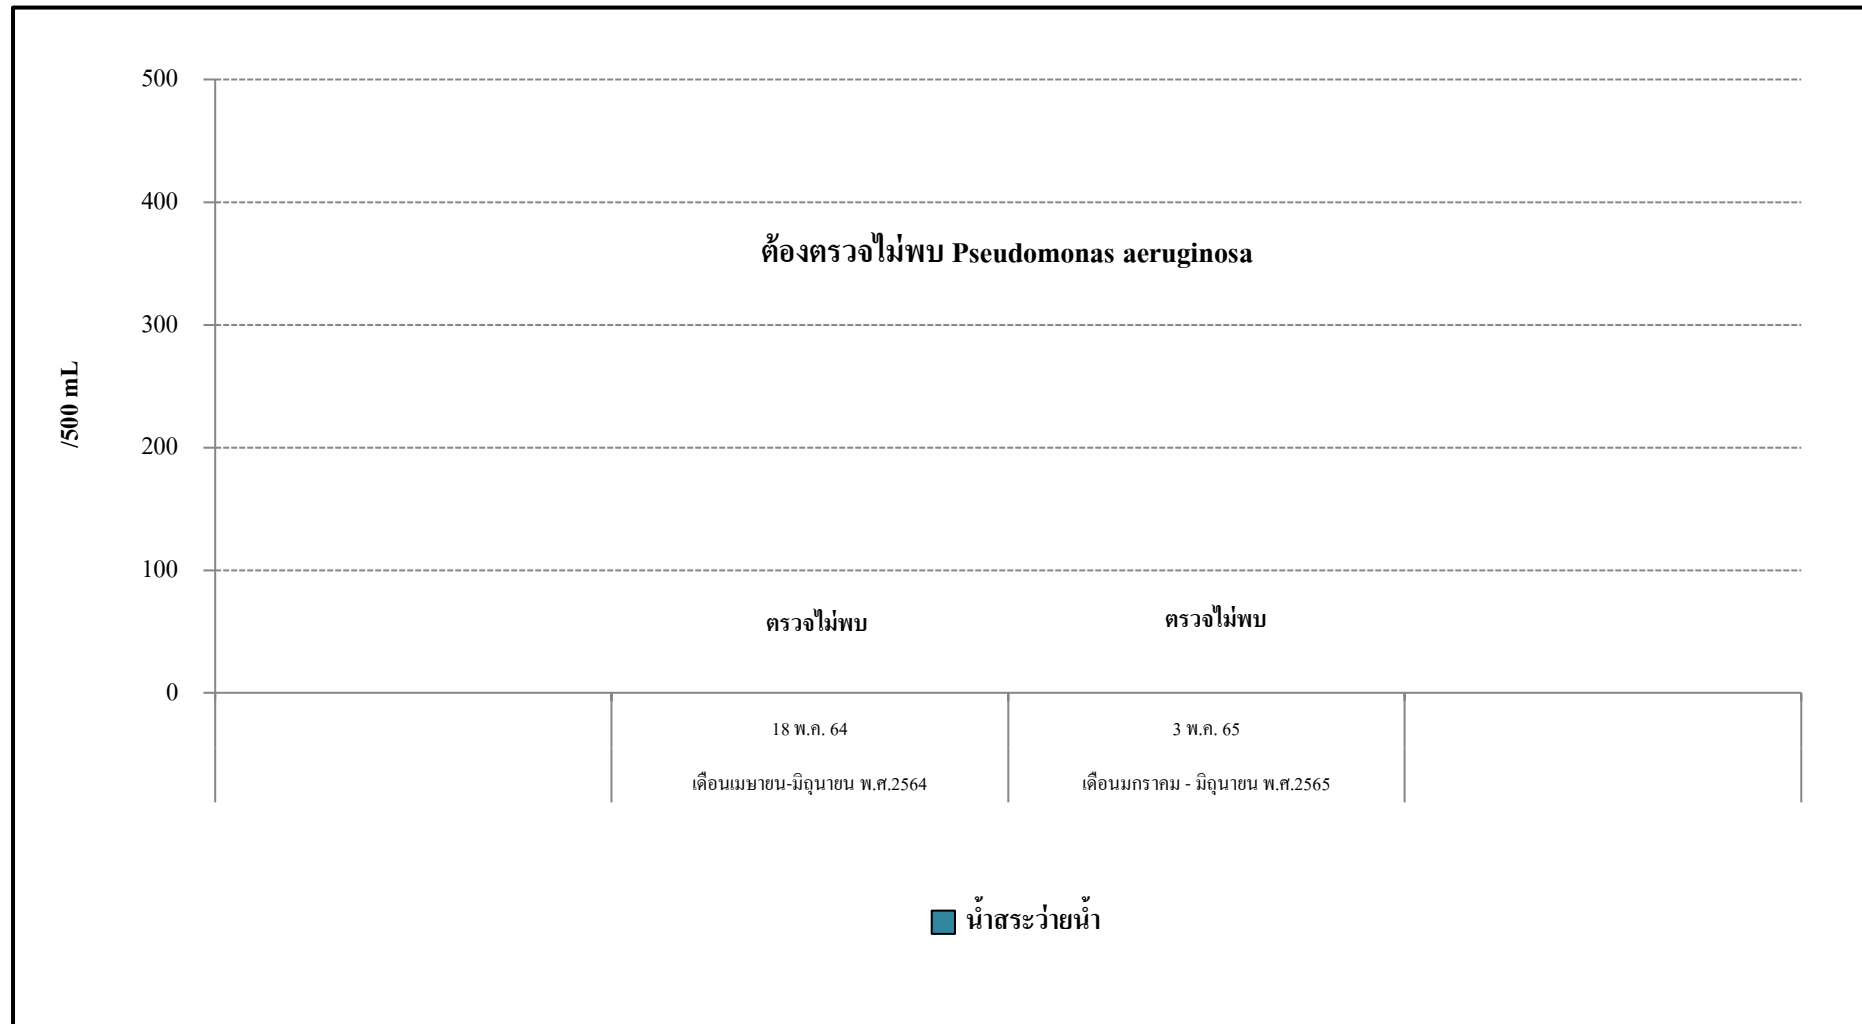 500
400
ต้องตรวจไม่พบ Pseudomonas aeruginosa
300
/500 mL
200
100
ตรวจไม่พบ
ตรวจไม่พบ
0
18 พ.ค. 64
3 พ.ค. 65
เดือนเมษายน-มิถุนายน พ.ศ.2564
เดือนมกราคม - มิถุนายน พ.ศ.2565
น้ำสระว่ายน้ำ